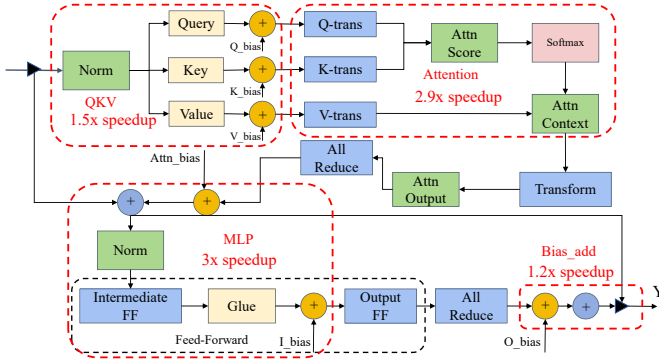 Query
Q_bias
Q-trans
Attn
Score
Softmax
Norm
Key
K_bias
K-trans
Attention
2.9x speedup
QKV
1.5x speedup
Value
V_bias
V-trans
Attn
Context
Attn_bias
All
Reduce
Attn
Output
Transform
Norm
MLP
3x speedup
Bias_add
1.2x speedup
Y
Intermediate
FF
Glue
Output
FF
All
Reduce
Feed-Forward
I_bias
O_bias
+
+
+
+
+
+
+
+